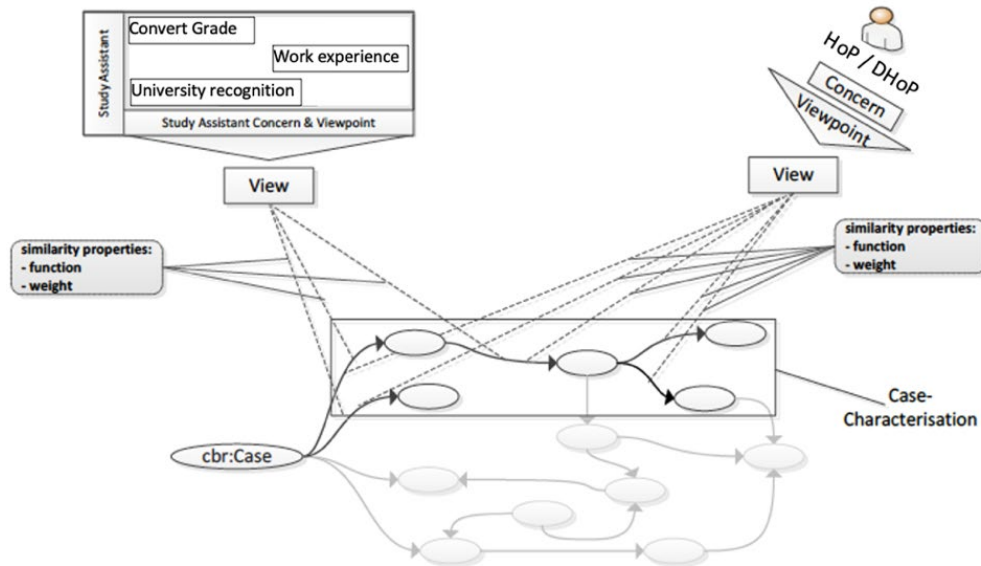 Study Assistant
Convert Grade
Work experience
University recognition
Study Assistant Concern & Viewpoint
HoP / DHoP
Concern
Viewpoint
View
View
similarity properties:
- function
- weight
similarity properties:
- function
- weight
Case-
Characterisation
cbr:Case